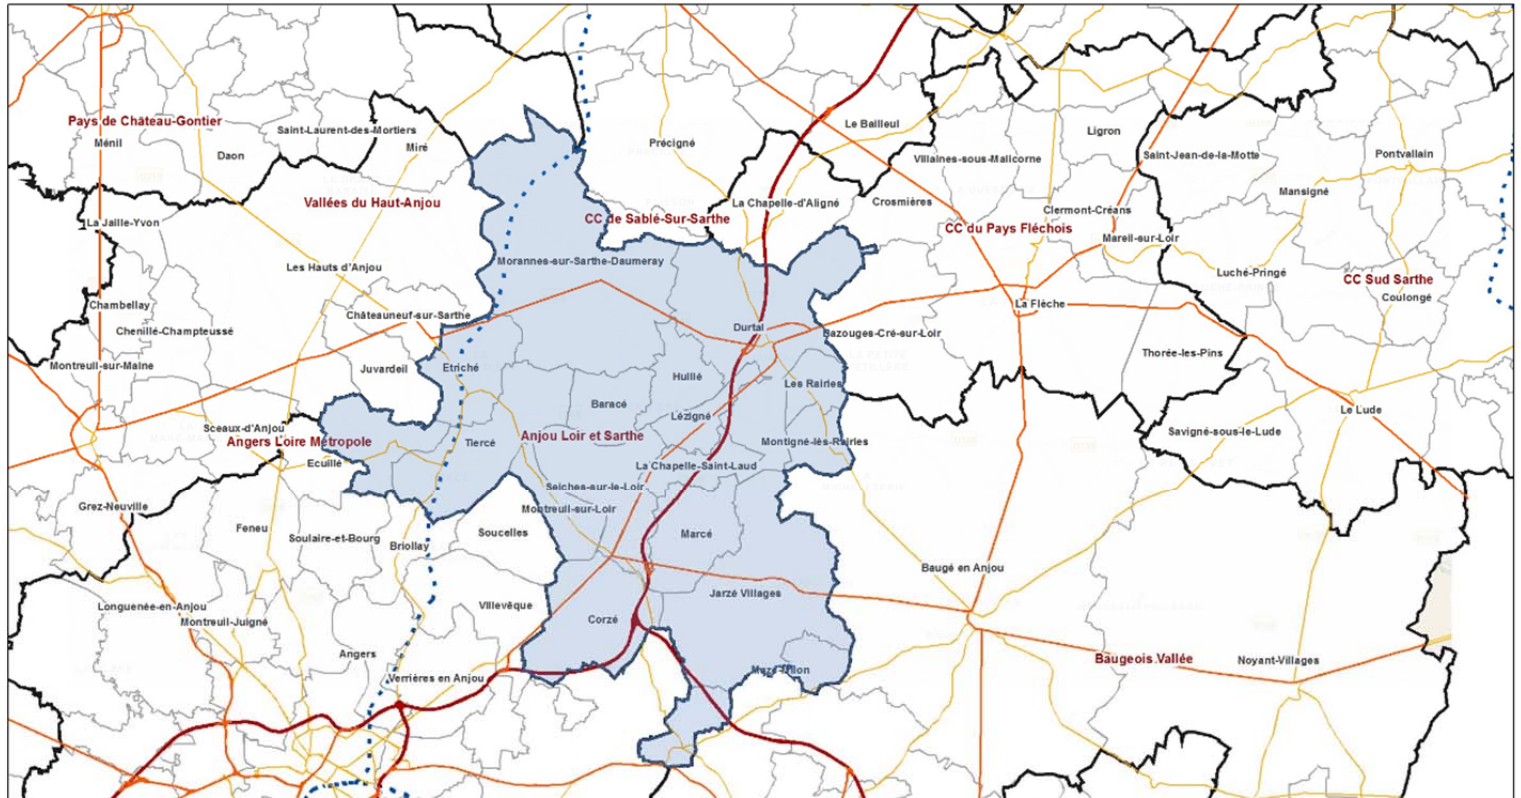 Pays de Château-Gontier
Ménil
Saint-Laurent-des-Mortiers
Miré
Daon
Précigné
Le Bailleul
Ligron
Villaines-sous-Malicorne
Saint-Jean-de-la-Motte
Pontvallain
Mansigné
La Jaille-Yvon
Vallées du Haut-Anjou
CC de Sablé-Sur-Sarthe
La Chapelle-d'Aligné
Crosmières
Clermont-Créans
CC du Pays Fléchois
Mareil-sur-Loir
Les Hauts d'Anjou
Morannes-sur-Sarthe-Daumeray
Luché-Pringé
CC Sud Sarthe
Coulongé
Chambellay
Châteauneuf-sur-Sarthe
La Flèche
Chenillé-Champteussé
Durtal
Bazouges-Cré-sur-Loir
Montreuil-sur-Maine
Juvardeil
Etriché
Huillé
Les Rairies
Thorée-les-Pins
Baracé
Lézigné
Le Lude
Sceaux-d'Anjou
Angers Loire Métropole
Tiercé
Anjou Loir et Sarthe
Montigné-lès-Rairies
Savigné-sous-le-Lude
Ecuillé
La Chapelle-Saint-Laud
Seiches-sur-le-Loir
Grez-Neuville
Montreuil-sur-Loir
Feneu
Soulaire-et-Bourg
Briollay
Soucelles
Marcé
Baugé en Anjou
Longuenée-en-Anjou
Montreuil-Juigné
Villevêque
Corzé
Jarzé Villages
Angers
Verrières en Anjou
Mazé-Milon
Baugeois Vallée
Noyant-Villages